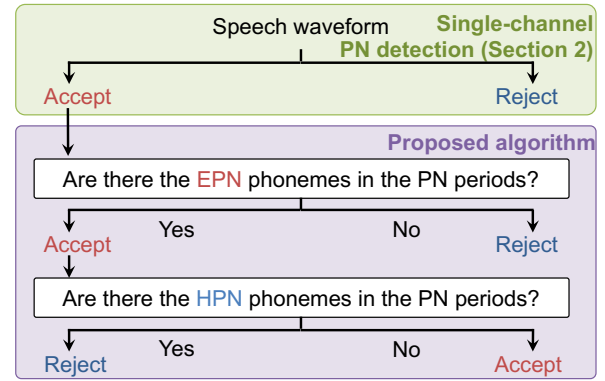 Speech waveform
Single-channel
PN detection (Section 2)
Accept
Reject
Proposed algorithm
Are there the EPN phonemes in the PN periods?
Yes
No
Accept
Reject
Are there the HPN phonemes in the PN periods?
Yes
No
Reject
Accept